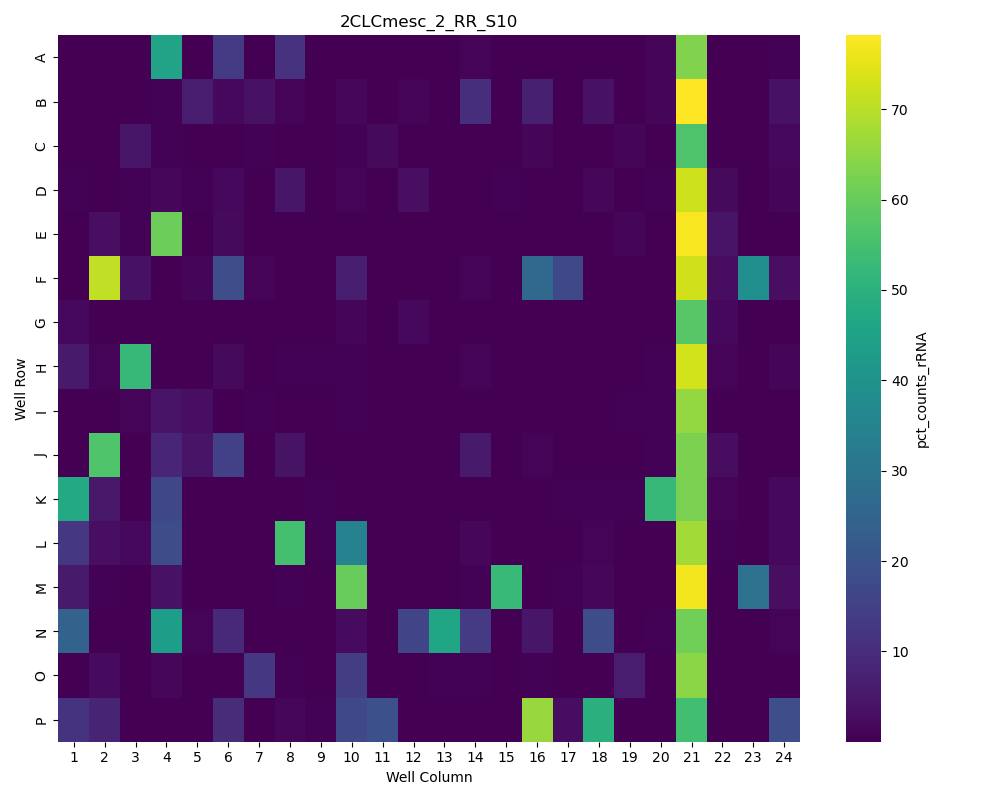 2CLCmesc_2_RR_S10
A
B
C
D
E
F
G
H
I
J
K
L
M
N
O
P
Well Row
1 2 3 4 5 6 7 8 9 10 11 12 13 14 15 16 17 18 19 20 21 22 23 24
Well Column
70
60
50
40
30
20
10
pct_counts_rRNA